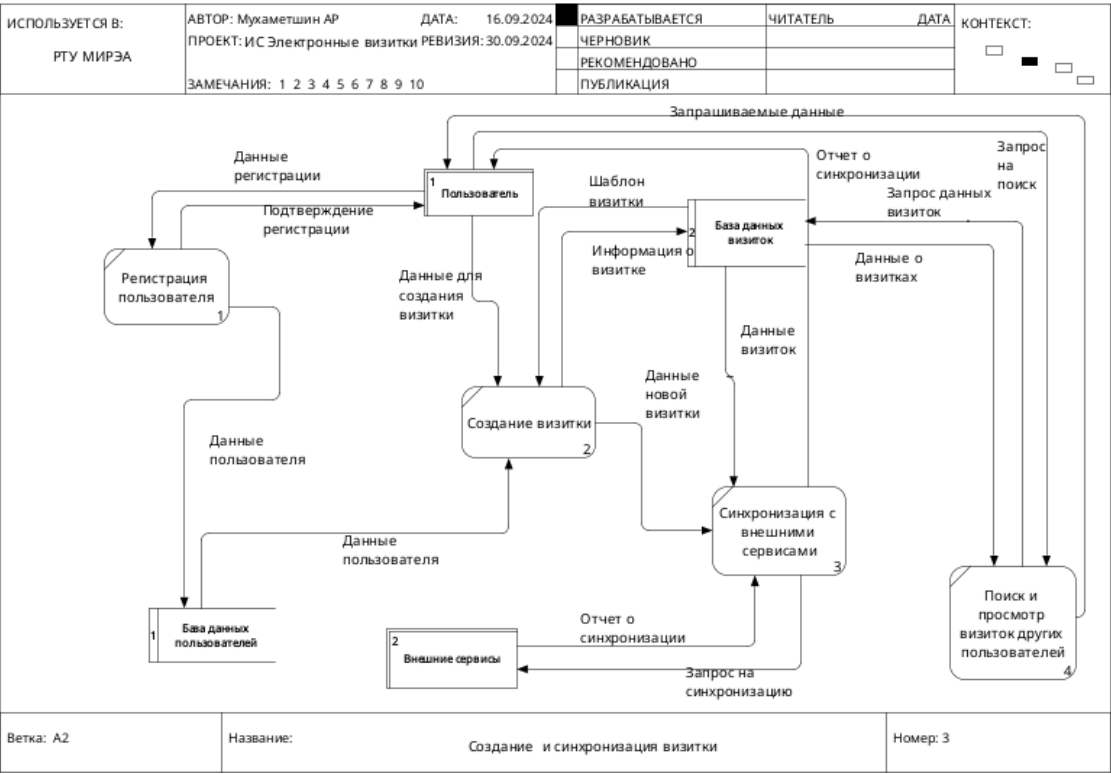 ИСПОЛЬЗУЕТСЯ В:
РТУ МИРЭА
АВТОР: Мухаметшин АР
ДАТА: 16.09.2024
ПРОЕКТ: ИС Электронные визитки
РЕВИЗИЯ: 30.09.2024
ЗАМЕЧАНИЯ: 1 2 3 4 5 6 7 8 9 10
РАЗРАБАТЫВАЕТСЯ
ЧЕРНОВИК
РЕКОМЕНДОВАНО
ПУБЛИКАЦИЯ
ЧИТАТЕЛЬ
ДАТА
КОНТЕКСТ:
Запрашиваемые данные
Данные
регистрации
Подтверждение
регистрации
1
Пользователь
Шаблон
визитки
Отчет о
синхронизации
Запрос
на
поиск
Запрос данных
визиток
2
База данных
визиток
Информация о
визитке
Данные о
визитках
Регистрация
пользователя
1
Данные для
создания
визитки
Данные
визиток
Данные
новой
визитки
Создание визитки
2
Данные
пользователя
Синхронизация с
внешними
сервисами
3
Данные
пользователя
Поиск и
просмотр
визиток других
пользователей
4
1
База данных
пользователей
2
Внешние сервисы
Отчет о
синхронизации
Запрос на
синхронизацию
Ветка: A2
Название:
Создание и синхронизация визитки
Номер: 3